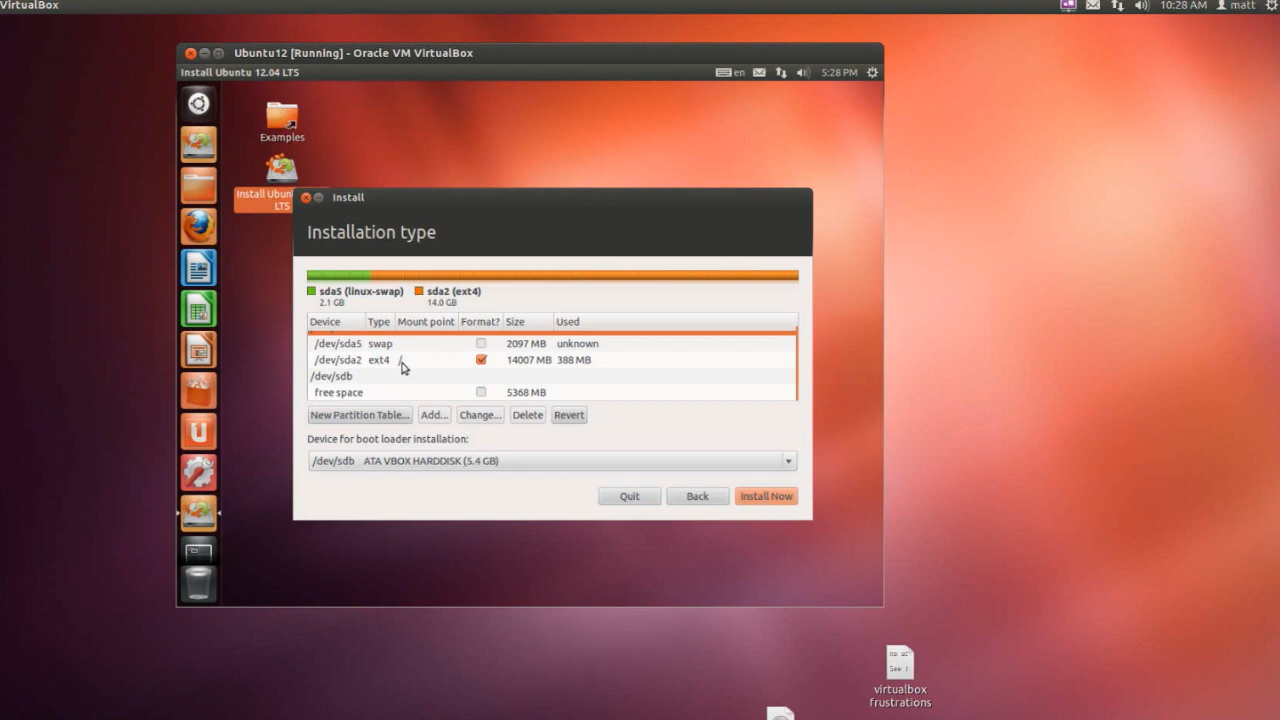 VirtualBox
10:28 AM matt
Ubuntu12 [Running] - Oracle VM VirtualBox
Install Ubuntu 12.04 LTS
en 5:28 PM
Examples
Install Ubun
LTS
Install
Installation type
sda5 (linux-swap) sda2 (ext4)
2.1 GB 14.0 GB
Device Type Mount point Format? Size Used
/dev/sda5 swap 2097 MB unknown
/dev/sda2 ext4 / 14007 MB 388 MB
/dev/sdb
free space 5368 MB
New Partition Table... Add... Change... Delete Revert
Device for boot loader installation:
/dev/sdb ATA VBOX HARDDISK (5.4 GB)
Quit Back Install Now
virtualbox
frustrations